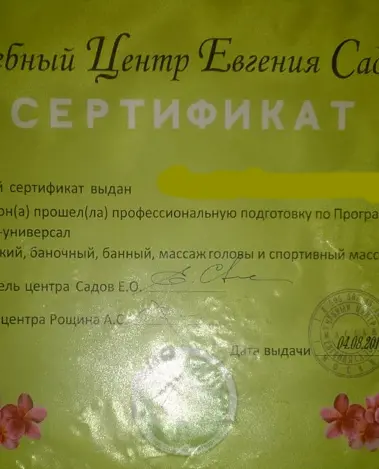 ебный Центр Евгения Сад
СЕРТИФИКАТ
й сертификат выдан
он(а) прошел(ла) профессиональную подготовку по Програ
-универсал
кий, баночный, банный, массаж головы и спортивный масс
ель центра Садов Е.О.
центра Рощина А.С.
Дата выдачи 04.08.201